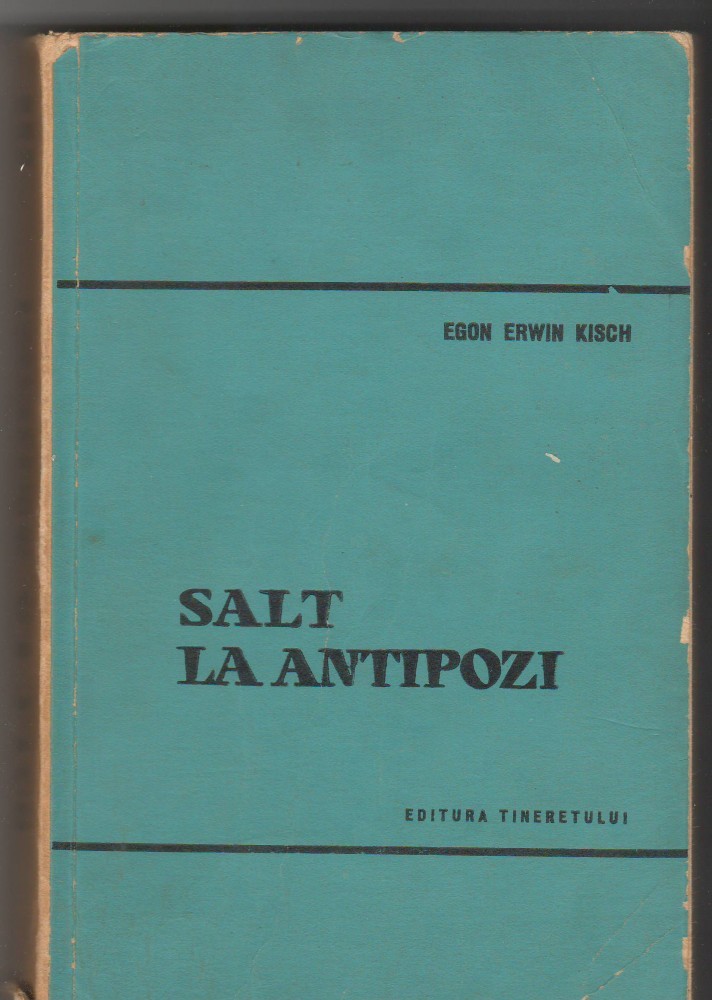 EGON ERWIN KISCH
SALT
LA ANTIPOZI
EDITURA TINERETULUI